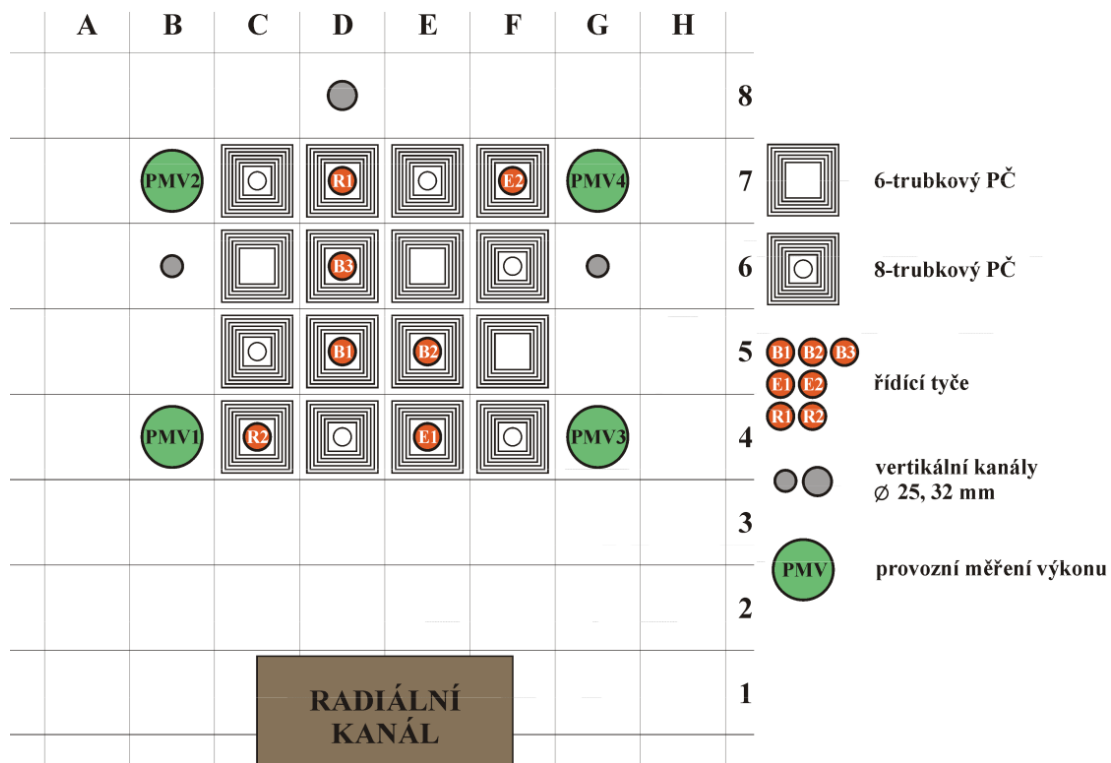 A B C D E F G H
8
PMV2 R1 E2 PMV4 7
B3 6
B1 B2 5
PMV1 R2 E1 PMV3 4
3
2
1
RADIÁLNÍ
KANÁL
6-trubkový PČ
8-trubkový PČ
B1 B2 B3
E1 E2
R1 R2
řídící tyče
vertikální kanály
Ø 25, 32 mm
PMV
provozní měření výkonu